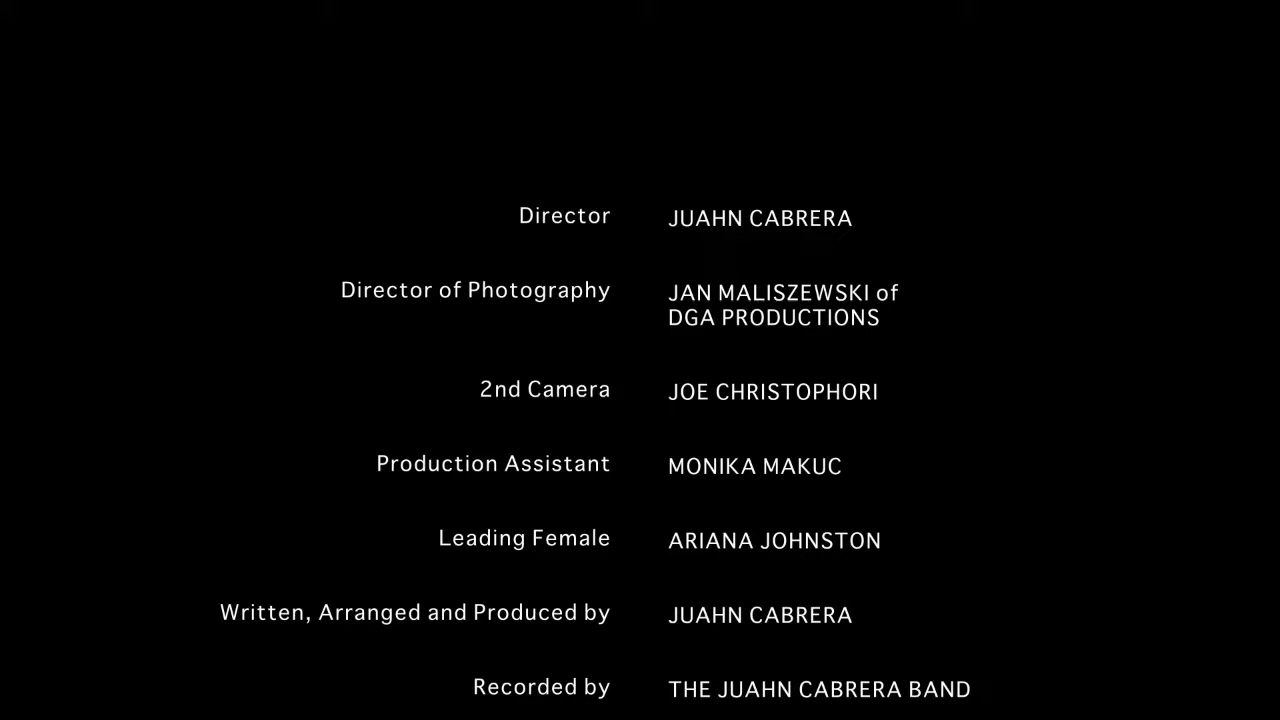 Director JUAHN CABRERA
Director of Photography JAN MALISZEWSKI of
DGA PRODUCTIONS
2nd Camera JOE CHRISTOPHORI
Production Assistant MONIKA MAKUC
Leading Female ARIANA JOHNSTON
Written, Arranged and Produced by JUAHN CABRERA
Recorded by THE JUAHN CABRERA BAND